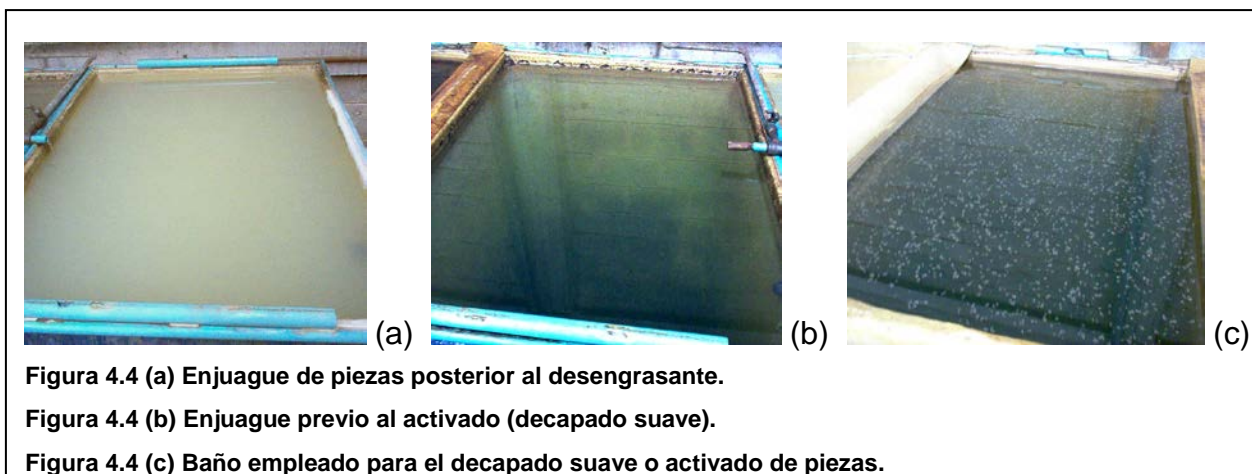 (a) (b) (c)
Figura 4.4 (a) Enjuague de piezas posterior al desengrasante.
Figura 4.4 (b) Enjuague previo al activado (decapado suave).
Figura 4.4 (c) Baño empleado para el decapado suave o activado de piezas.